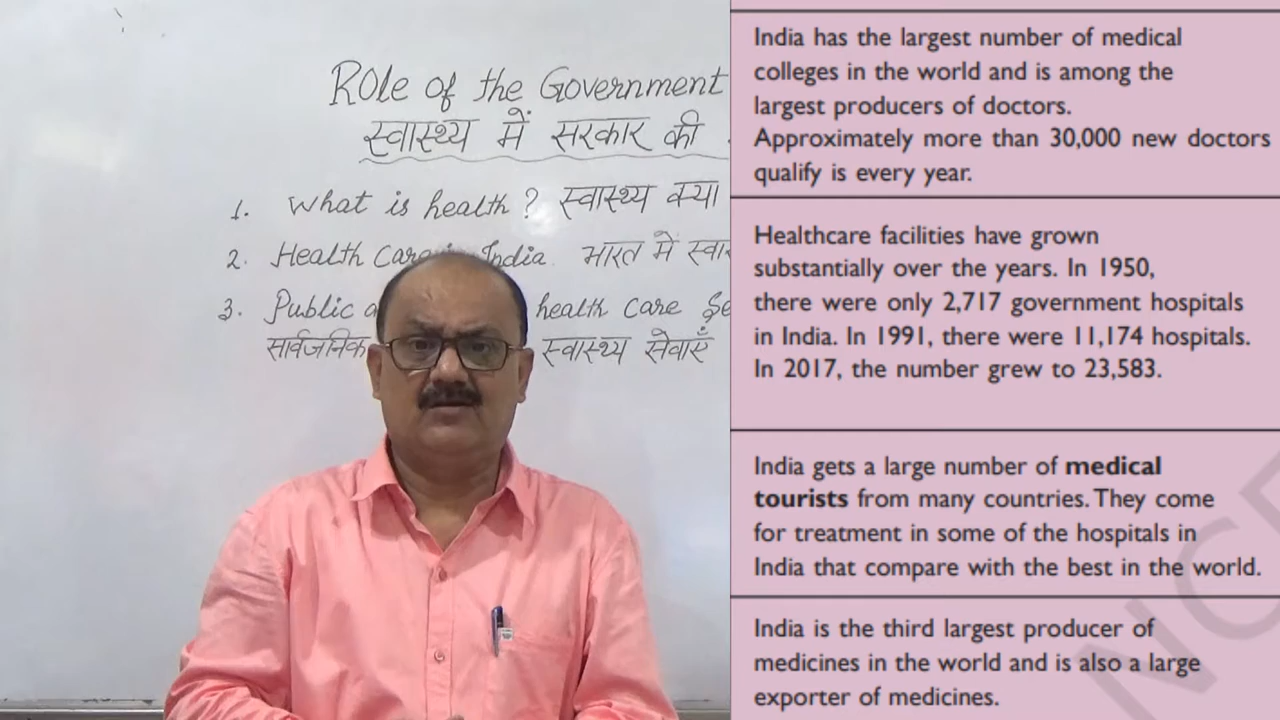 ROle of the Government
स्वास्थ्य में सरकार की
1. What is health ? स्वास्थ्य क्या
2. Health Care in India भारत में
3. Public health care
सार्वजनिक स्वास्थ्य सेवाएँ
India has the largest number of medical
colleges in the world and is among the
largest producers of doctors.
Approximately more than 30,000 new doctors
qualify is every year.
Healthcare facilities have grown
substantially over the years. In 1950,
there were only 2,717 government hospitals
in India. In 1991, there were 11,174 hospitals.
In 2017, the number grew to 23,583.
India gets a large number of medical
tourists from many countries. They come
for treatment in some of the hospitals in
India that compare with the best in the world.
India is the third largest producer of
medicines in the world and is also a large
exporter of medicines.